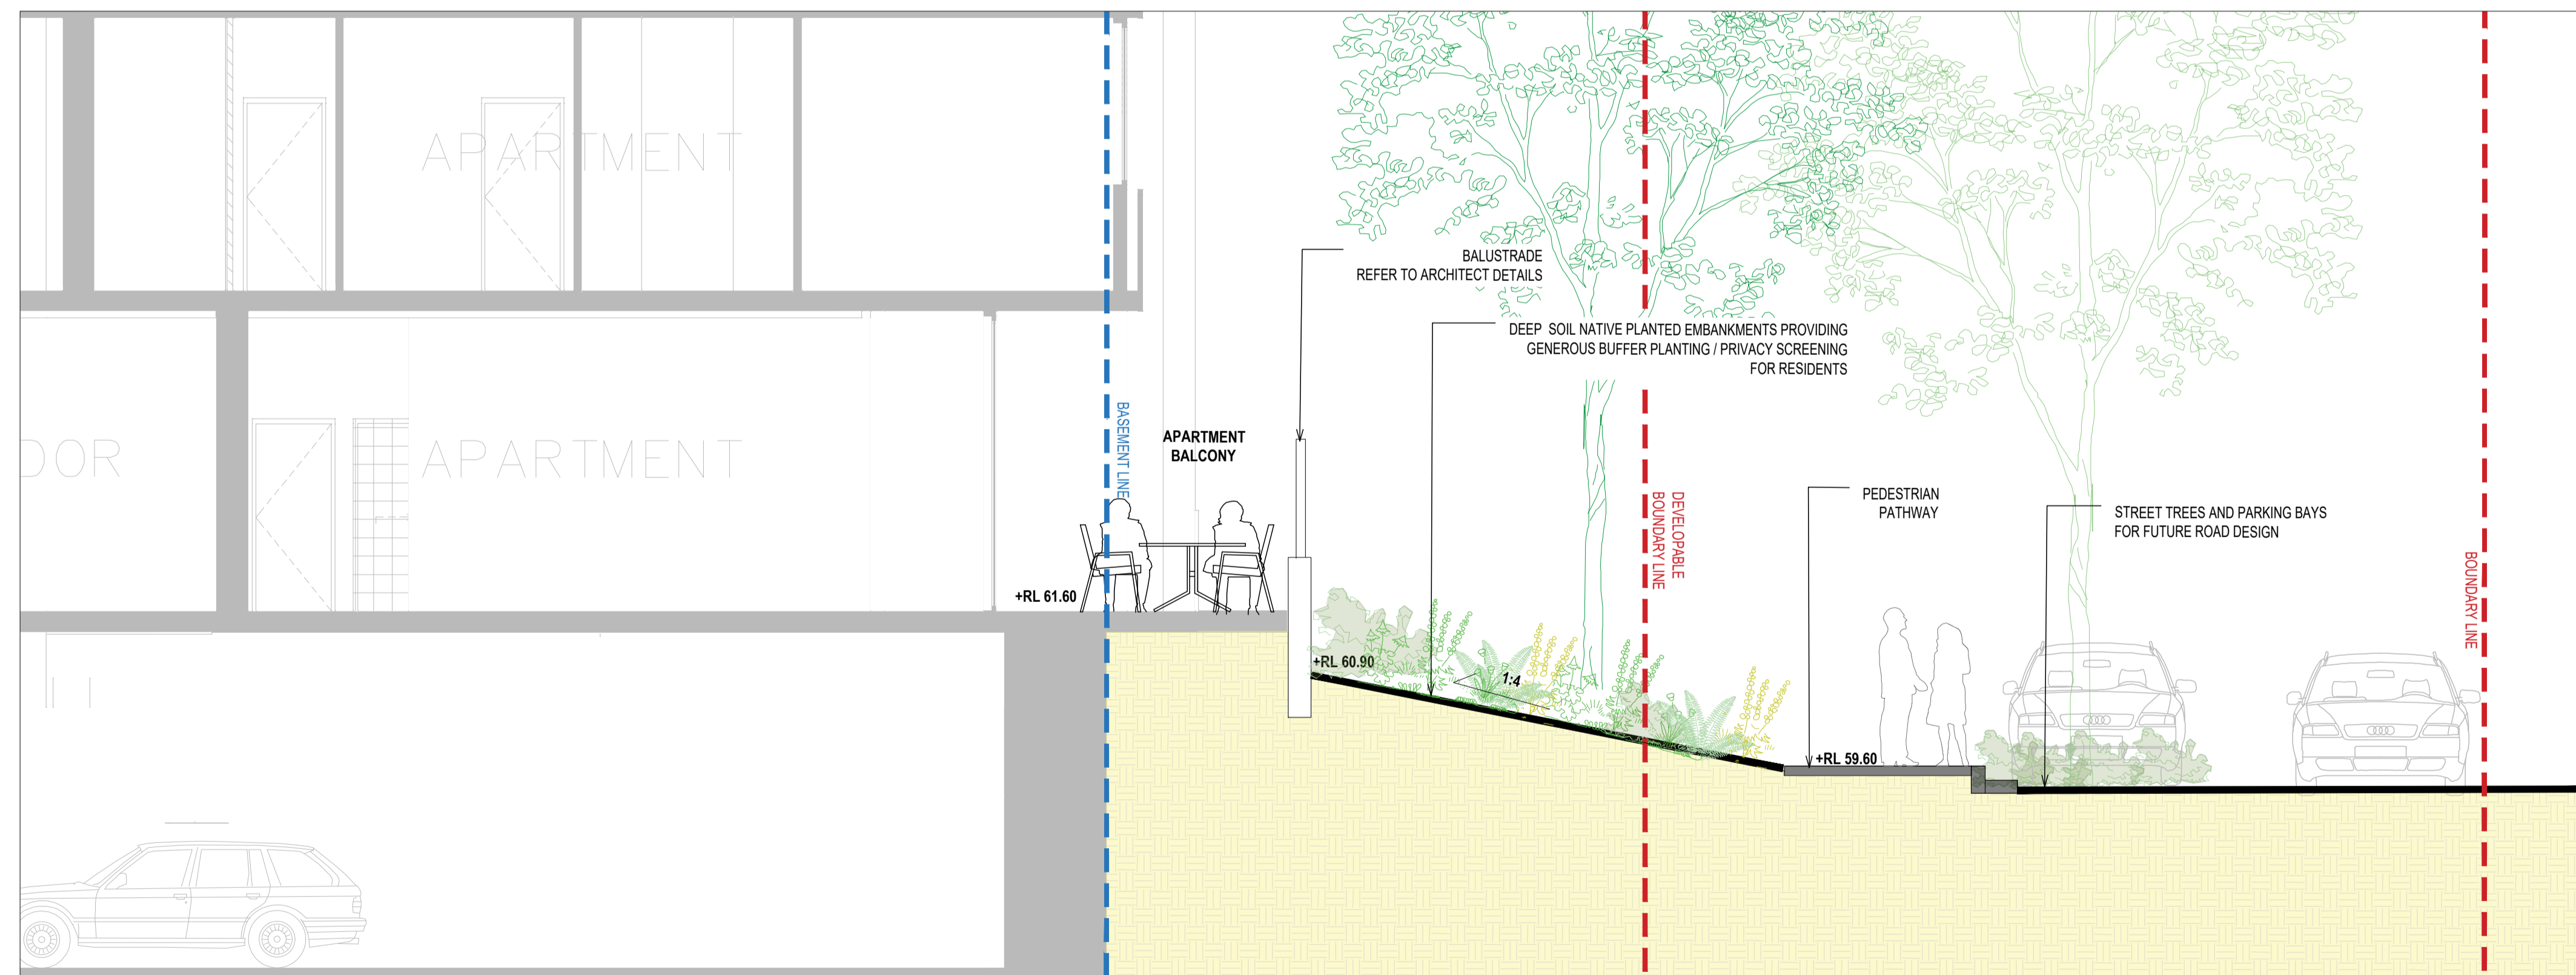 APARTMENT
BALUSTRADE
REFER TO ARCHITECT DETAILS
DEEP SOIL NATIVE PLANTED EMBANKMENTS PROVIDING
GENEROUS BUFFER PLANTING / PRIVACY SCREENING
FOR RESIDENTS
DOR
APARTMENT
BASEMENT LINE
APARTMENT
BALCONY
DEVELOPABLE
BOUNDARY LINE
PEDESTRIAN
PATHWAY
STREET TREES AND PARKING BAYS
FOR FUTURE ROAD DESIGN
BOUNDARY LINE
+RL 61.60
+RL 60.90
1:4
+RL 59.60